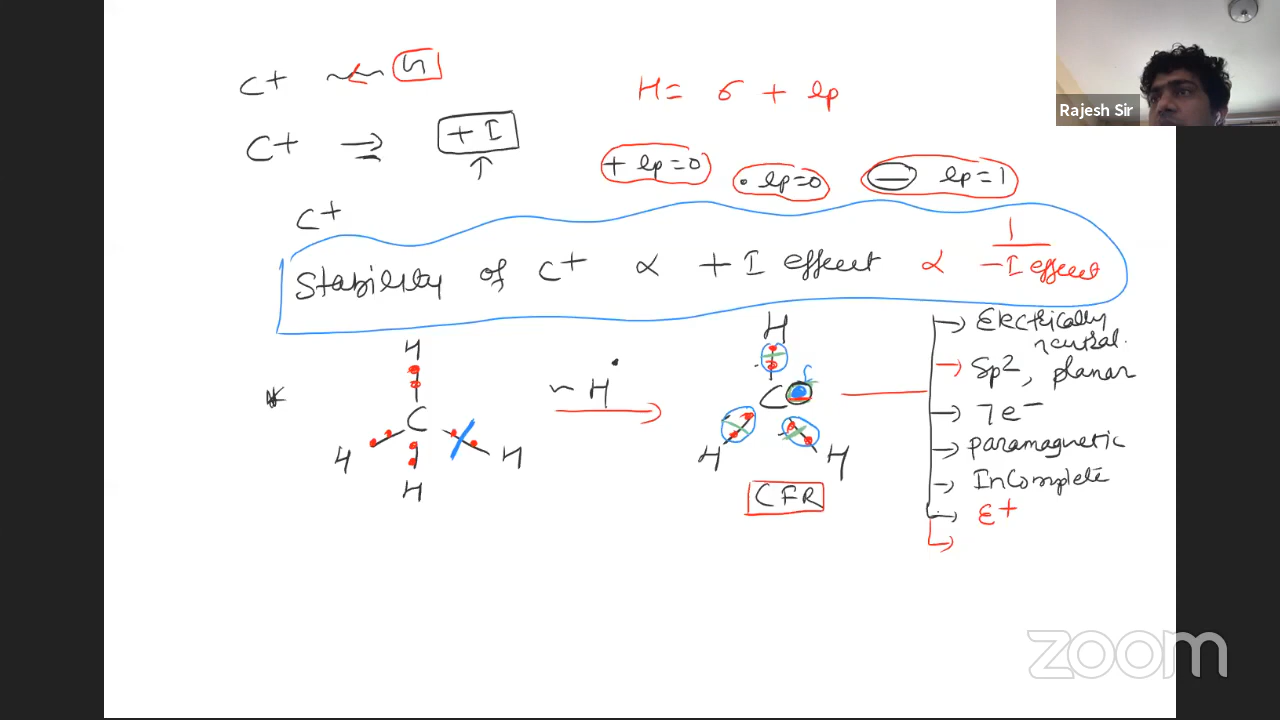 C+ G
H = σ + lp
Rajesh Sir
C+ ⇒ +I
↑
+ lp=0 • lp=0 — lp=1
C+
Stability of C+ ∝ +I effect ∝ 1/-I effect
H
H
C
H
H
H
~ H•
H
C
H
H
CFR
→ Electrically neutral.
→ Sp2, planar
→ 7e-
→ paramagnetic
→ Incomplete
→ E+
→
zoom